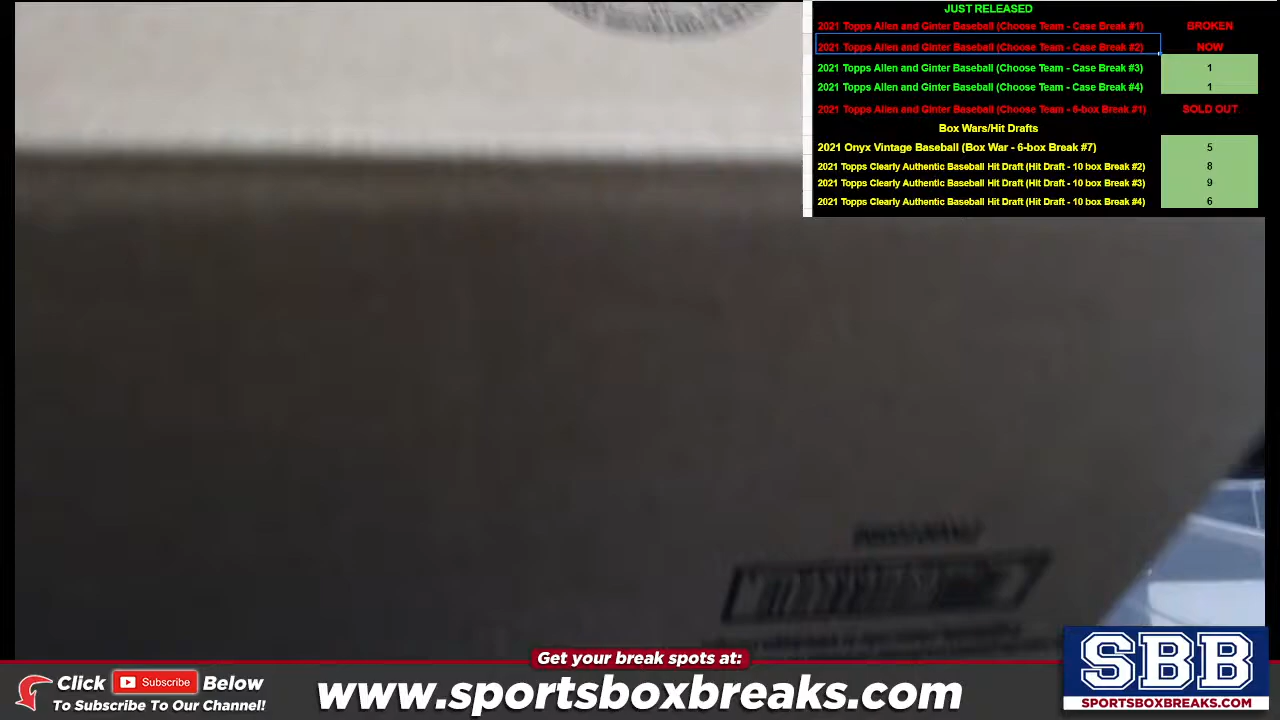 JUST RELEASED
2021 Topps Allen and Ginter Baseball (Choose Team - Case Break #1) BROKEN
2021 Topps Allen and Ginter Baseball (Choose Team - Case Break #2) NOW
2021 Topps Allen and Ginter Baseball (Choose Team - Case Break #3) 1
2021 Topps Allen and Ginter Baseball (Choose Team - Case Break #4) 1
2021 Topps Allen and Ginter Baseball (Choose Team - 6-box Break #1) SOLD OUT
Box Wars/Hit Drafts
2021 Onyx Vintage Baseball (Box War - 6-box Break #7) 5
2021 Topps Clearly Authentic Baseball Hit Draft (Hit Draft - 10 box Break #2) 8
2021 Topps Clearly Authentic Baseball Hit Draft (Hit Draft - 10 box Break #3) 9
2021 Topps Clearly Authentic Baseball Hit Draft (Hit Draft - 10 box Break #4) 6
Get your break spots at:
Click Subscribe Below
To Subscribe To Our Channel!
www.sportsboxbreaks.com
SBB
SPORTSBOXBREAKS.COM